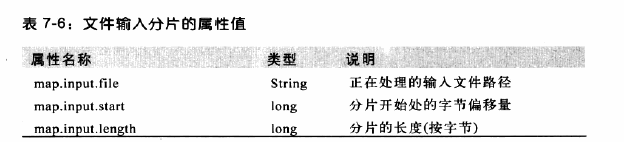 表 7-6：文件输入分片的属性值
属性名称 类型 说明
map.input.file String 正在处理的输入文件路径
map.input.start long 分片开始处的字节偏移量
map.input.length long 分片的长度(按字节)